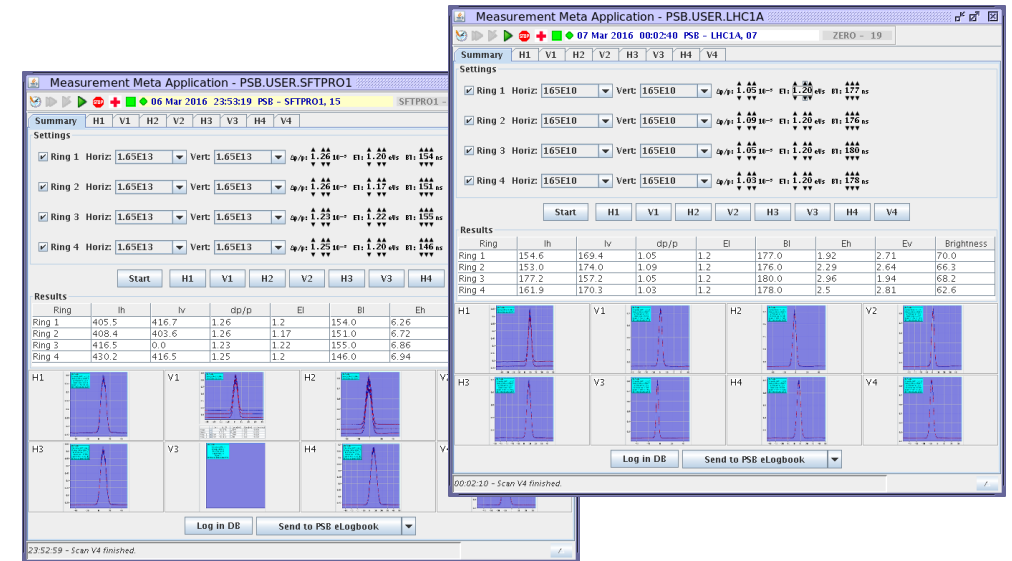 Measurement Meta Application - PSB.USER.SFTPRO1
STOP 06 Mar 2016 23:53:19 PSB - SFTPRO1, 15 SFTPRO1 -
Summary H1 V1 H2 V2 H3 V3 H4 V4
Settings
Ring 1 Horiz: 1.65E13 Vert: 1.65E13 Δp/p: 1.26 10⁻³ El: 1.20 eVs Bl: 154 ns
Ring 2 Horiz: 1.65E13 Vert: 1.65E13 Δp/p: 1.26 10⁻³ El: 1.17 eVs Bl: 151 ns
Ring 3 Horiz: 1.65E13 Vert: 1.65E13 Δp/p: 1.23 10⁻³ El: 1.22 eVs Bl: 155 ns
Ring 4 Horiz: 1.65E13 Vert: 1.65E13 Δp/p: 1.25 10⁻³ El: 1.20 eVs Bl: 146 ns
Start H1 V1 H2 V2 H3 V3 H4
Results
Ring Ih Iv dp/p El Bl Eh
Ring 1 405.5 416.7 1.26 1.2 154.0 6.26
Ring 2 408.4 403.6 1.26 1.17 151.0 6.72
Ring 3 416.5 0.0 1.23 1.22 155.0 6.86
Ring 4 430.2 416.5 1.25 1.2 146.0 6.94
H1 V1 H2 V2
H3 V3 H4 V4
Log in DB Send to PSB eLogbook
23:52:59 - Scan V4 finished.
Measurement Meta Application - PSB.USER.LHC1A
STOP 07 Mar 2016 00:02:40 PSB - LHC1A, 07 ZERO - 19
Summary H1 V1 H2 V2 H3 V3 H4 V4
Settings
Ring 1 Horiz: 165E10 Vert: 165E10 Δp/p: 1.05 10⁻³ El: 1.20 eVs Bl: 177 ns
Ring 2 Horiz: 165E10 Vert: 165E10 Δp/p: 1.09 10⁻³ El: 1.20 eVs Bl: 176 ns
Ring 3 Horiz: 165E10 Vert: 165E10 Δp/p: 1.05 10⁻³ El: 1.20 eVs Bl: 180 ns
Ring 4 Horiz: 165E10 Vert: 165E10 Δp/p: 1.03 10⁻³ El: 1.20 eVs Bl: 178 ns
Start H1 V1 H2 V2 H3 V3 H4 V4
Results
Ring Ih Iv dp/p El Bl Eh Ev Brightness
Ring 1 154.6 169.4 1.05 1.2 177.0 1.92 2.71 70.0
Ring 2 153.0 174.0 1.09 1.2 176.0 2.29 2.64 66.3
Ring 3 177.2 157.2 1.05 1.2 180.0 2.96 1.94 68.2
Ring 4 161.9 170.3 1.03 1.2 178.0 2.5 2.81 62.6
H1 V1 H2 V2
H3 V3 H4 V4
Log in DB Send to PSB eLogbook
00:02:10 - Scan V4 finished.